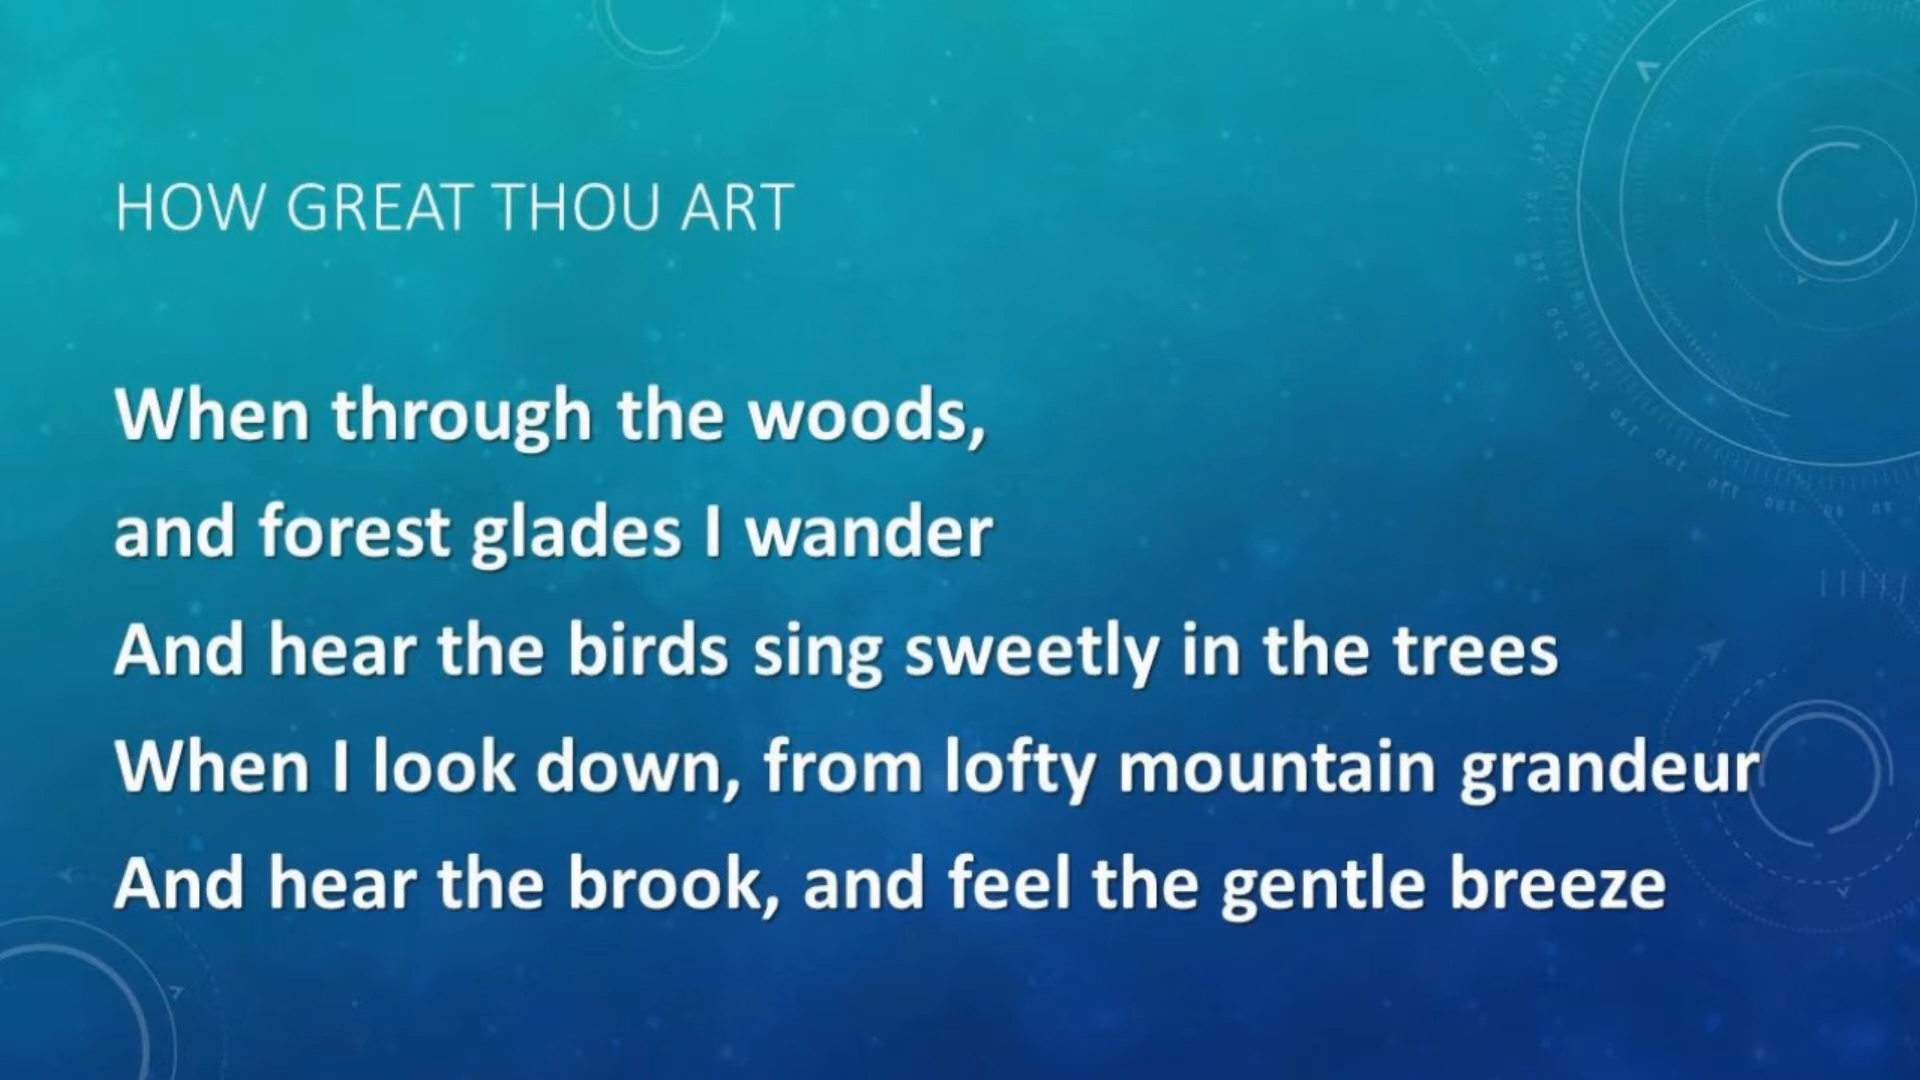 HOW GREAT THOU ART
When through the woods,
and forest glades I wander
And hear the birds sing sweetly in the trees
When I look down, from lofty mountain grandeur
And hear the brook, and feel the gentle breeze